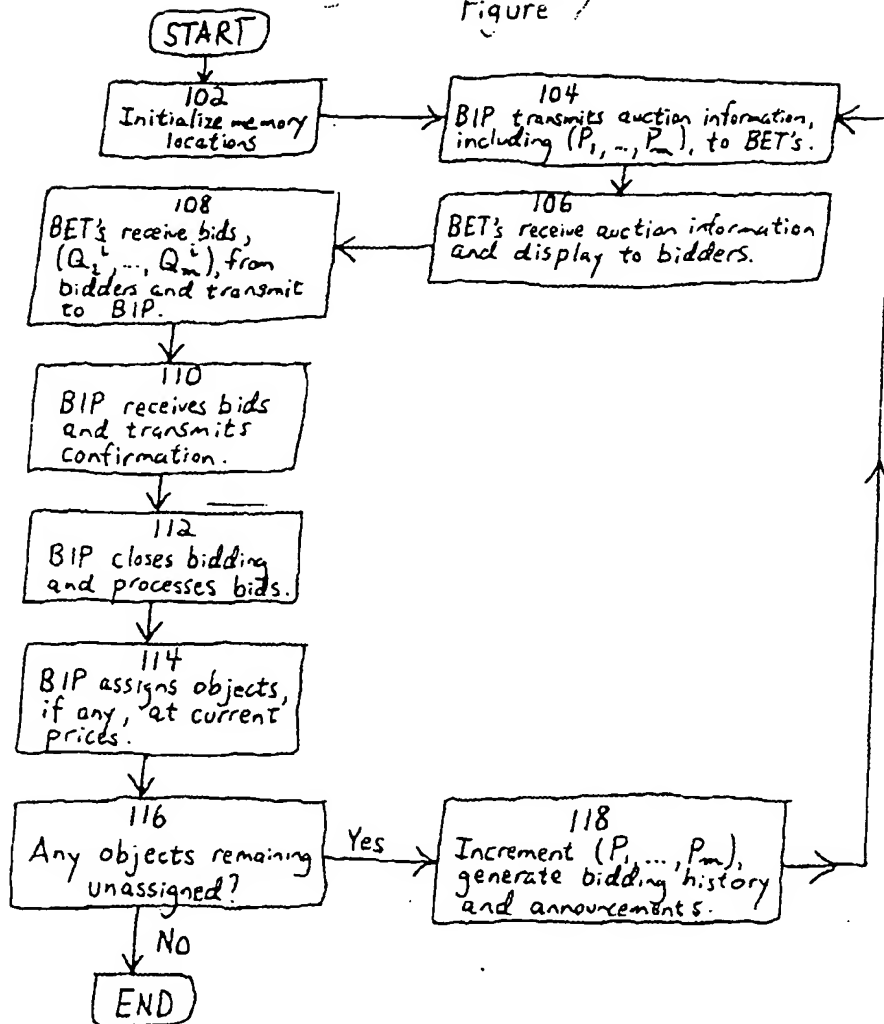 Figure 1
START
102
Initialize memory
locations
104
BIP transmits auction information,
including (P1, ..., Pm), to BET's.
106
BET's receive auction information
and display to bidders.
108
BET's receive bids,
(Q1^i, ..., Qm^i), from
bidders and transmit
to BIP.
110
BIP receives bids
and transmits
confirmation.
112
BIP closes bidding
and processes bids.
114
BIP assigns objects,
if any, at current
prices.
116
Any objects remaining
unassigned?
Yes
118
Increment (P1, ..., Pm),
generate bidding history
and announcements.
NO
END